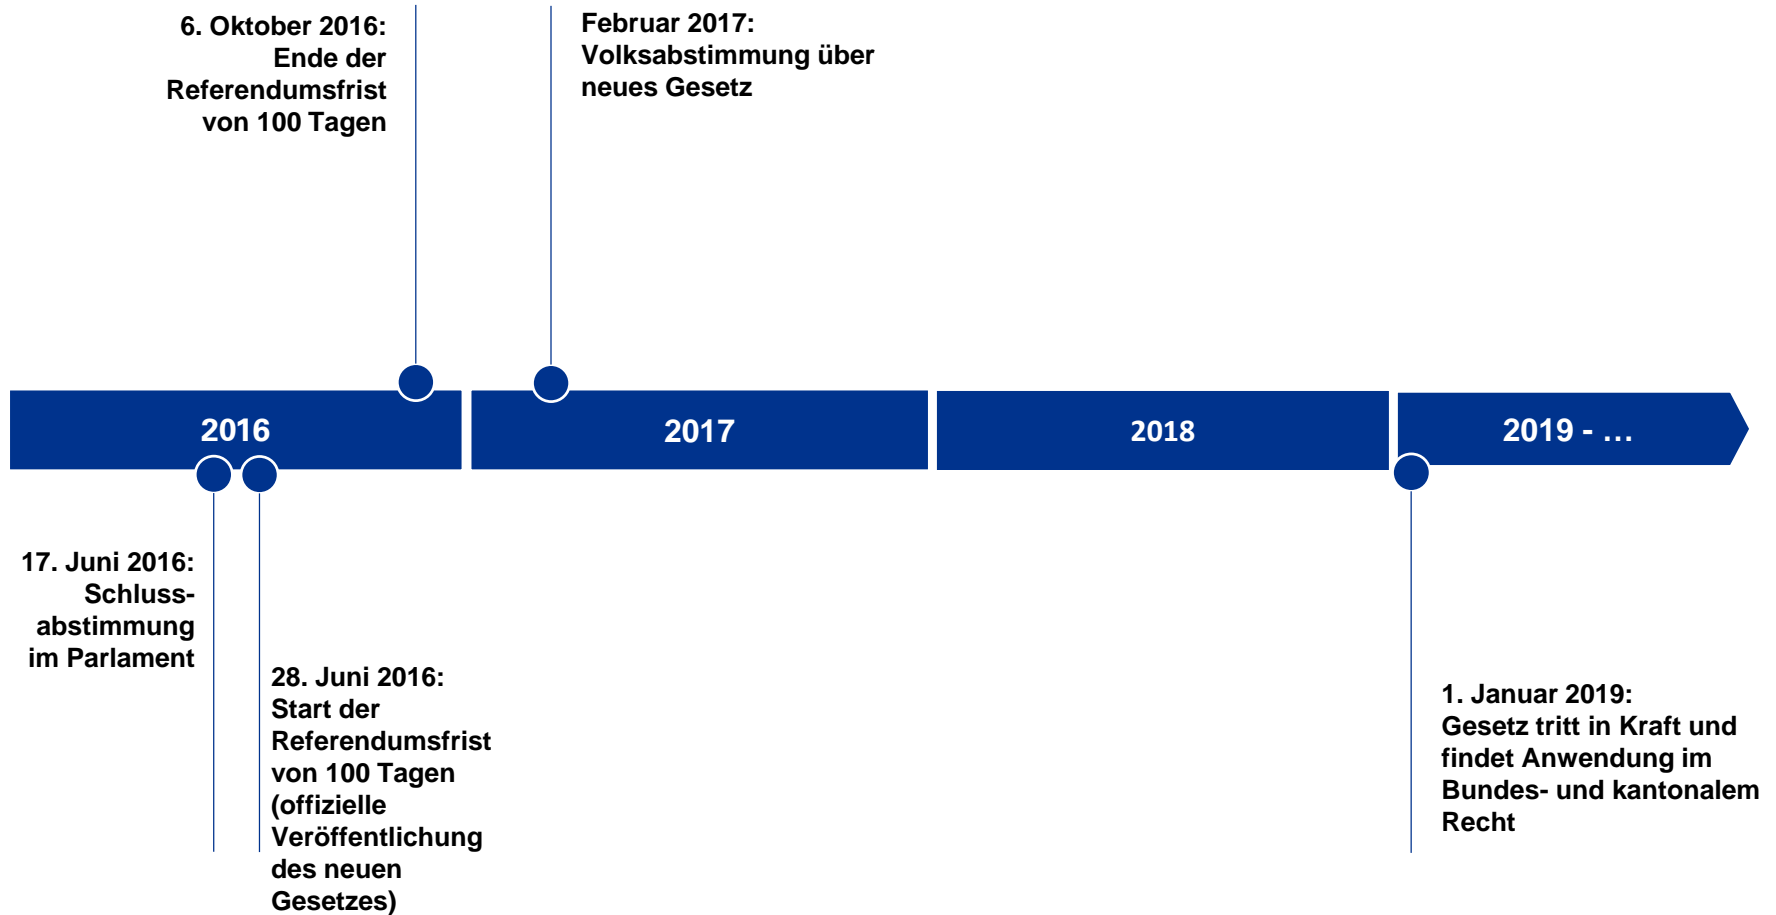 6. Oktober 2016:
Ende der
Referendumsfrist
von 100 Tagen
Februar 2017:
Volksabstimmung über
neues Gesetz
2016
2017
2018
2019 - …
17. Juni 2016:
Schluss-
abstimmung
im Parlament
28. Juni 2016:
Start der
Referendumsfrist
von 100 Tagen
(offizielle
Veröffentlichung
des neuen
Gesetzes)
1. Januar 2019:
Gesetz tritt in Kraft und
findet Anwendung im
Bundes- und kantonalem
Recht